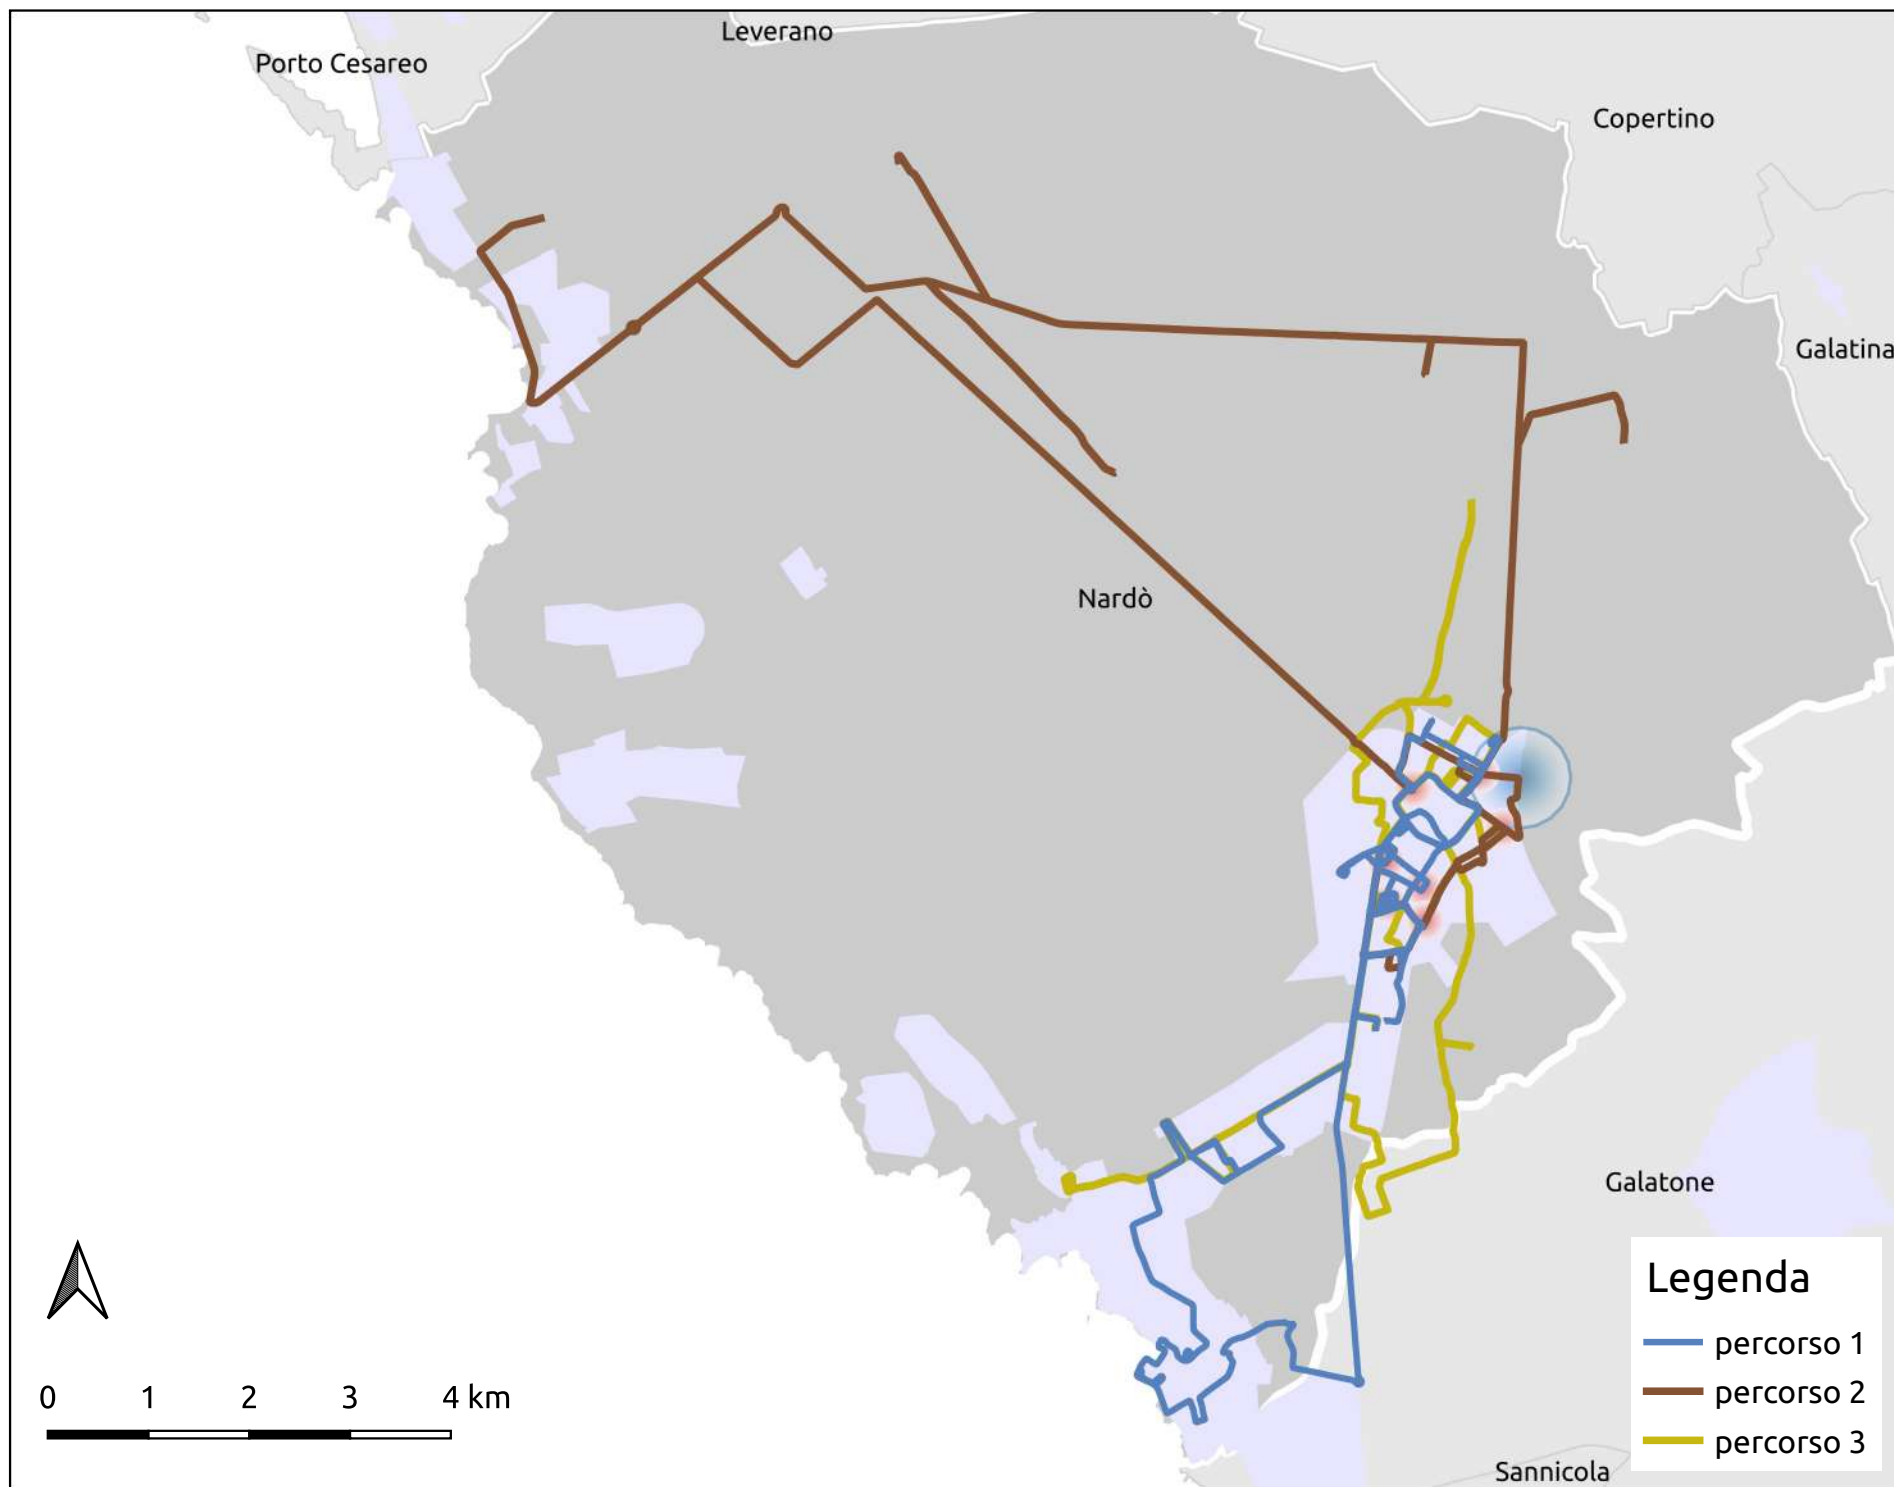 Leverano
Porto Cesareo
Copertino
Galatina
Nardò
Galatone
Legenda
percorso 1
percorso 2
percorso 3
0 1 2 3 4 km
Sannicola